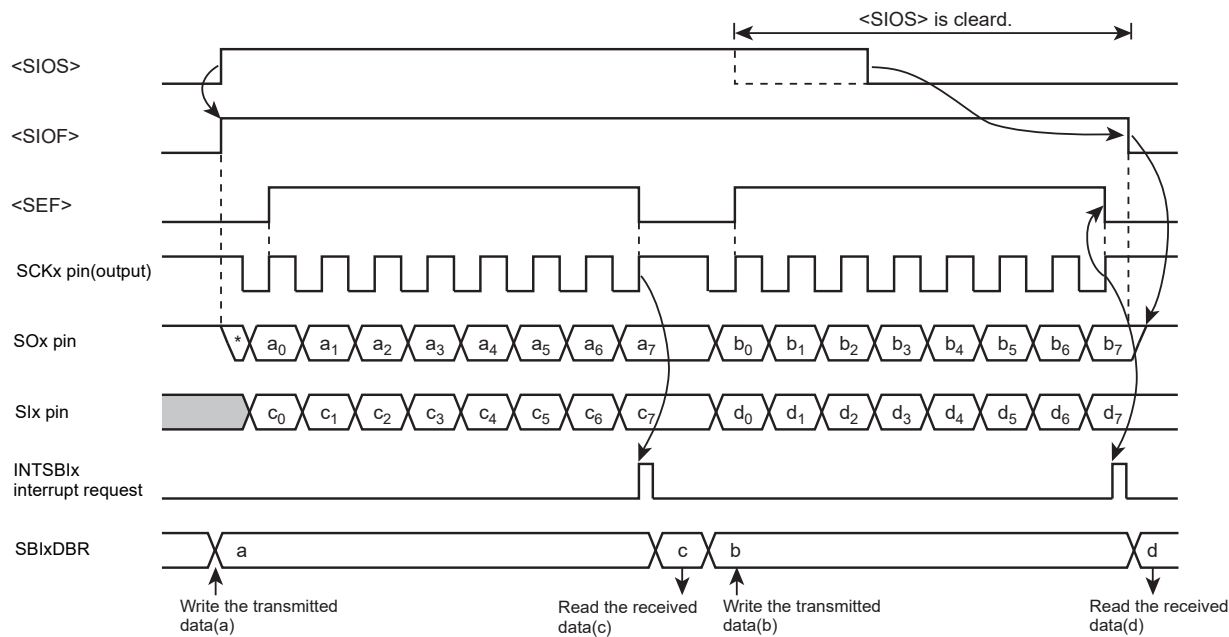 <SIOS> is cleard.
<SIOS>
<SIOF>
<SEF>
SCKx pin(output)
SOx pin
* a0 a1 a2 a3 a4 a5 a6 a7 b0 b1 b2 b3 b4 b5 b6 b7
SIx pin
c0 c1 c2 c3 c4 c5 c6 c7 d0 d1 d2 d3 d4 d5 d6 d7
INTSBIx
interrupt request
SBIxDBR
a c b d
Write the transmitted
data(a)
Read the received
data(c)
Write the transmitted
data(b)
Read the received
data(d)